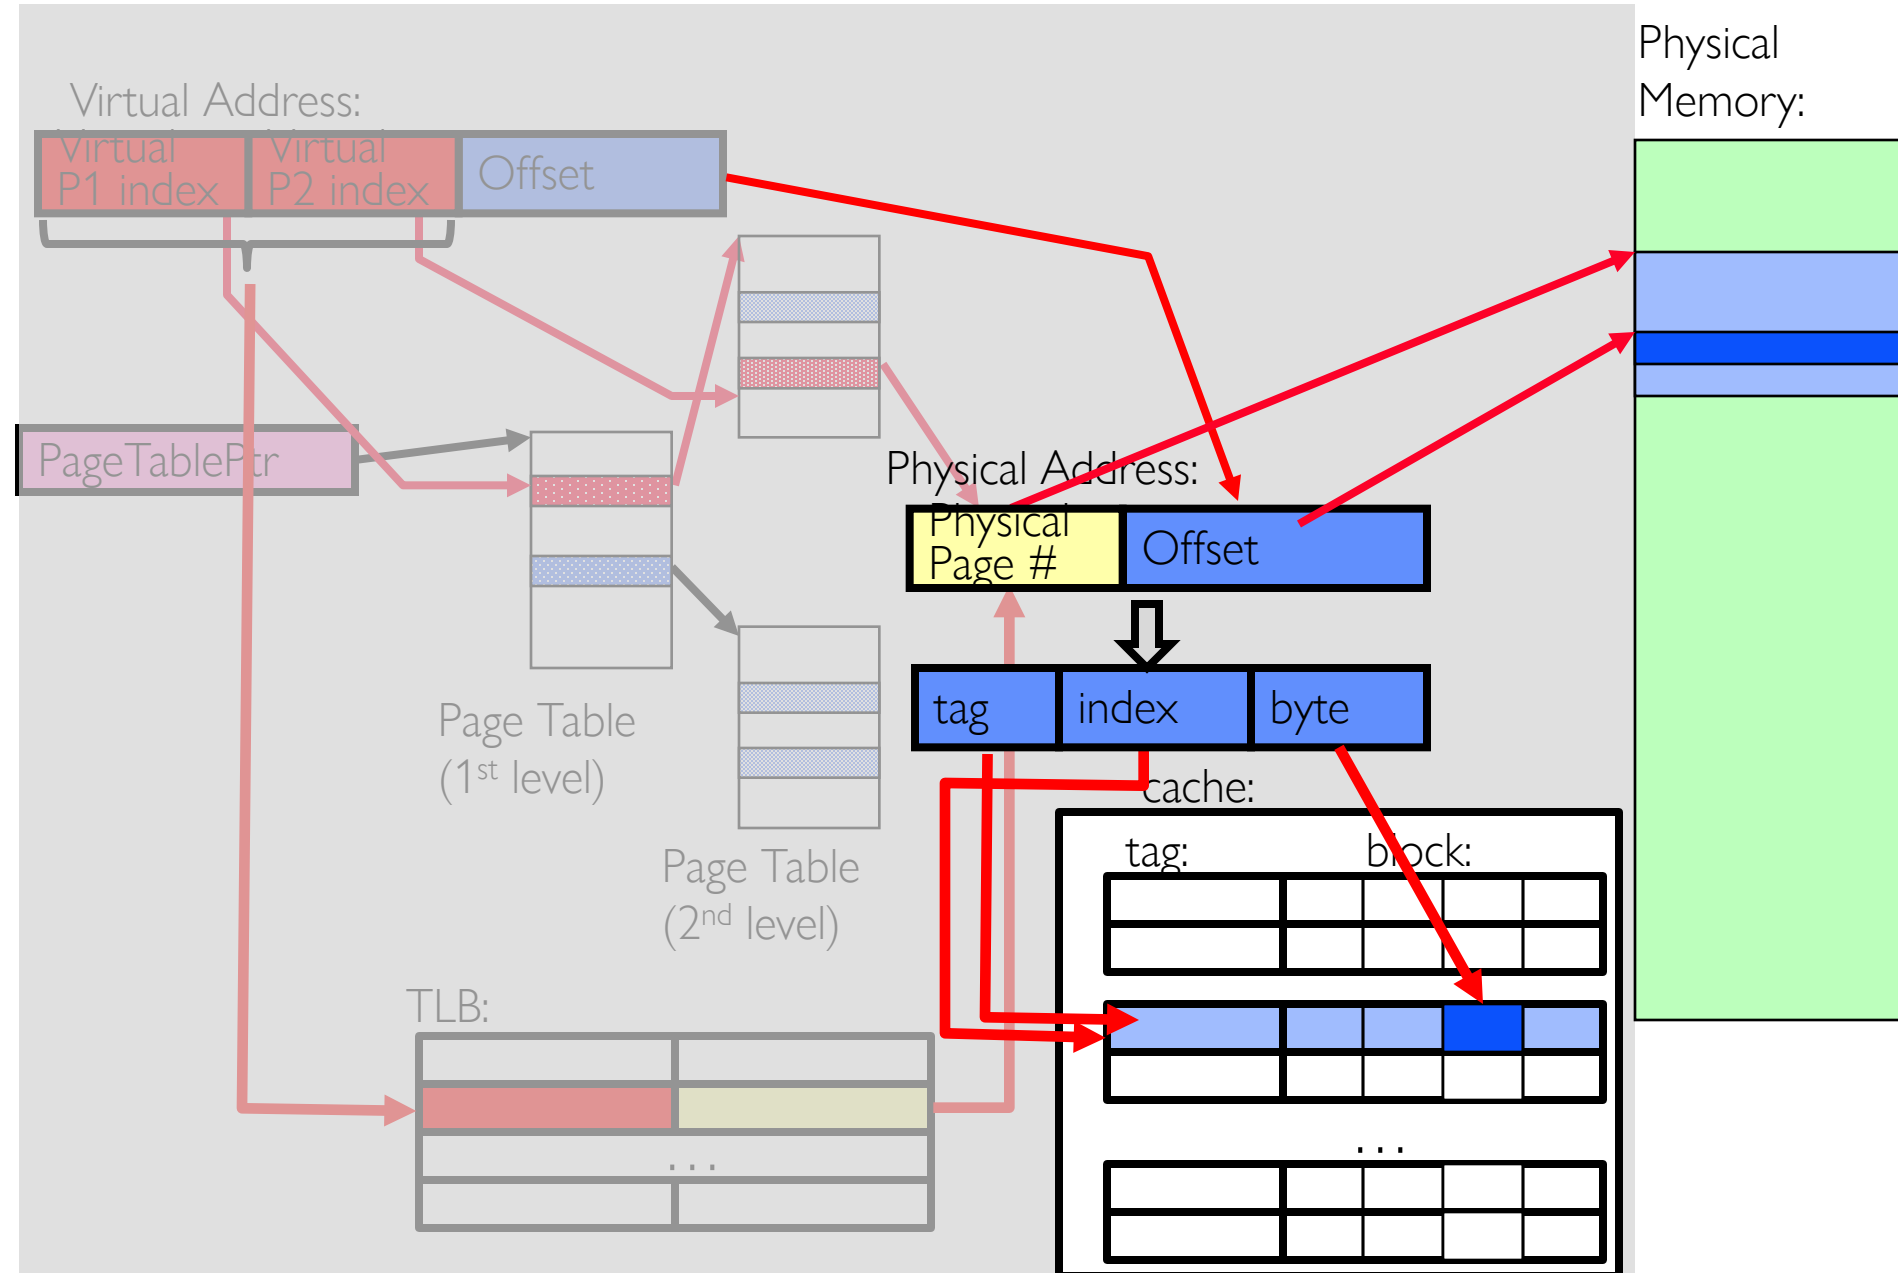 Physical
Memory:
Virtual Address:
Virtual
P1 index
Virtual
P2 index
Offset
PageTablePtr
Physical Address:
Physical
Page #
Offset
tag
index
byte
Page Table
(1st level)
cache:
tag:
block:
Page Table
(2nd level)
TLB:
...
...